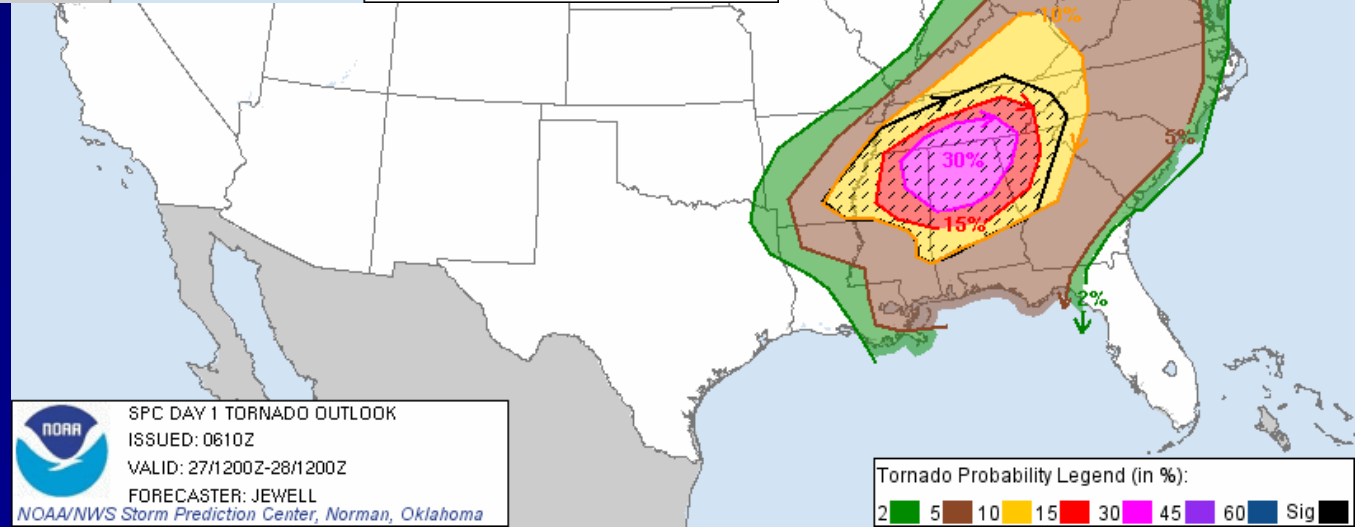 10%
5%
30%
15%
2%
NOAA
SPC DAY 1 TORNADO OUTLOOK
ISSUED: 0610Z
VALID: 27/1200Z-28/1200Z
FORECASTER: JEWELL
NOAA/NWS Storm Prediction Center, Norman, Oklahoma
Tornado Probability Legend (in %):
2 5 10 15 30 45 60 Sig